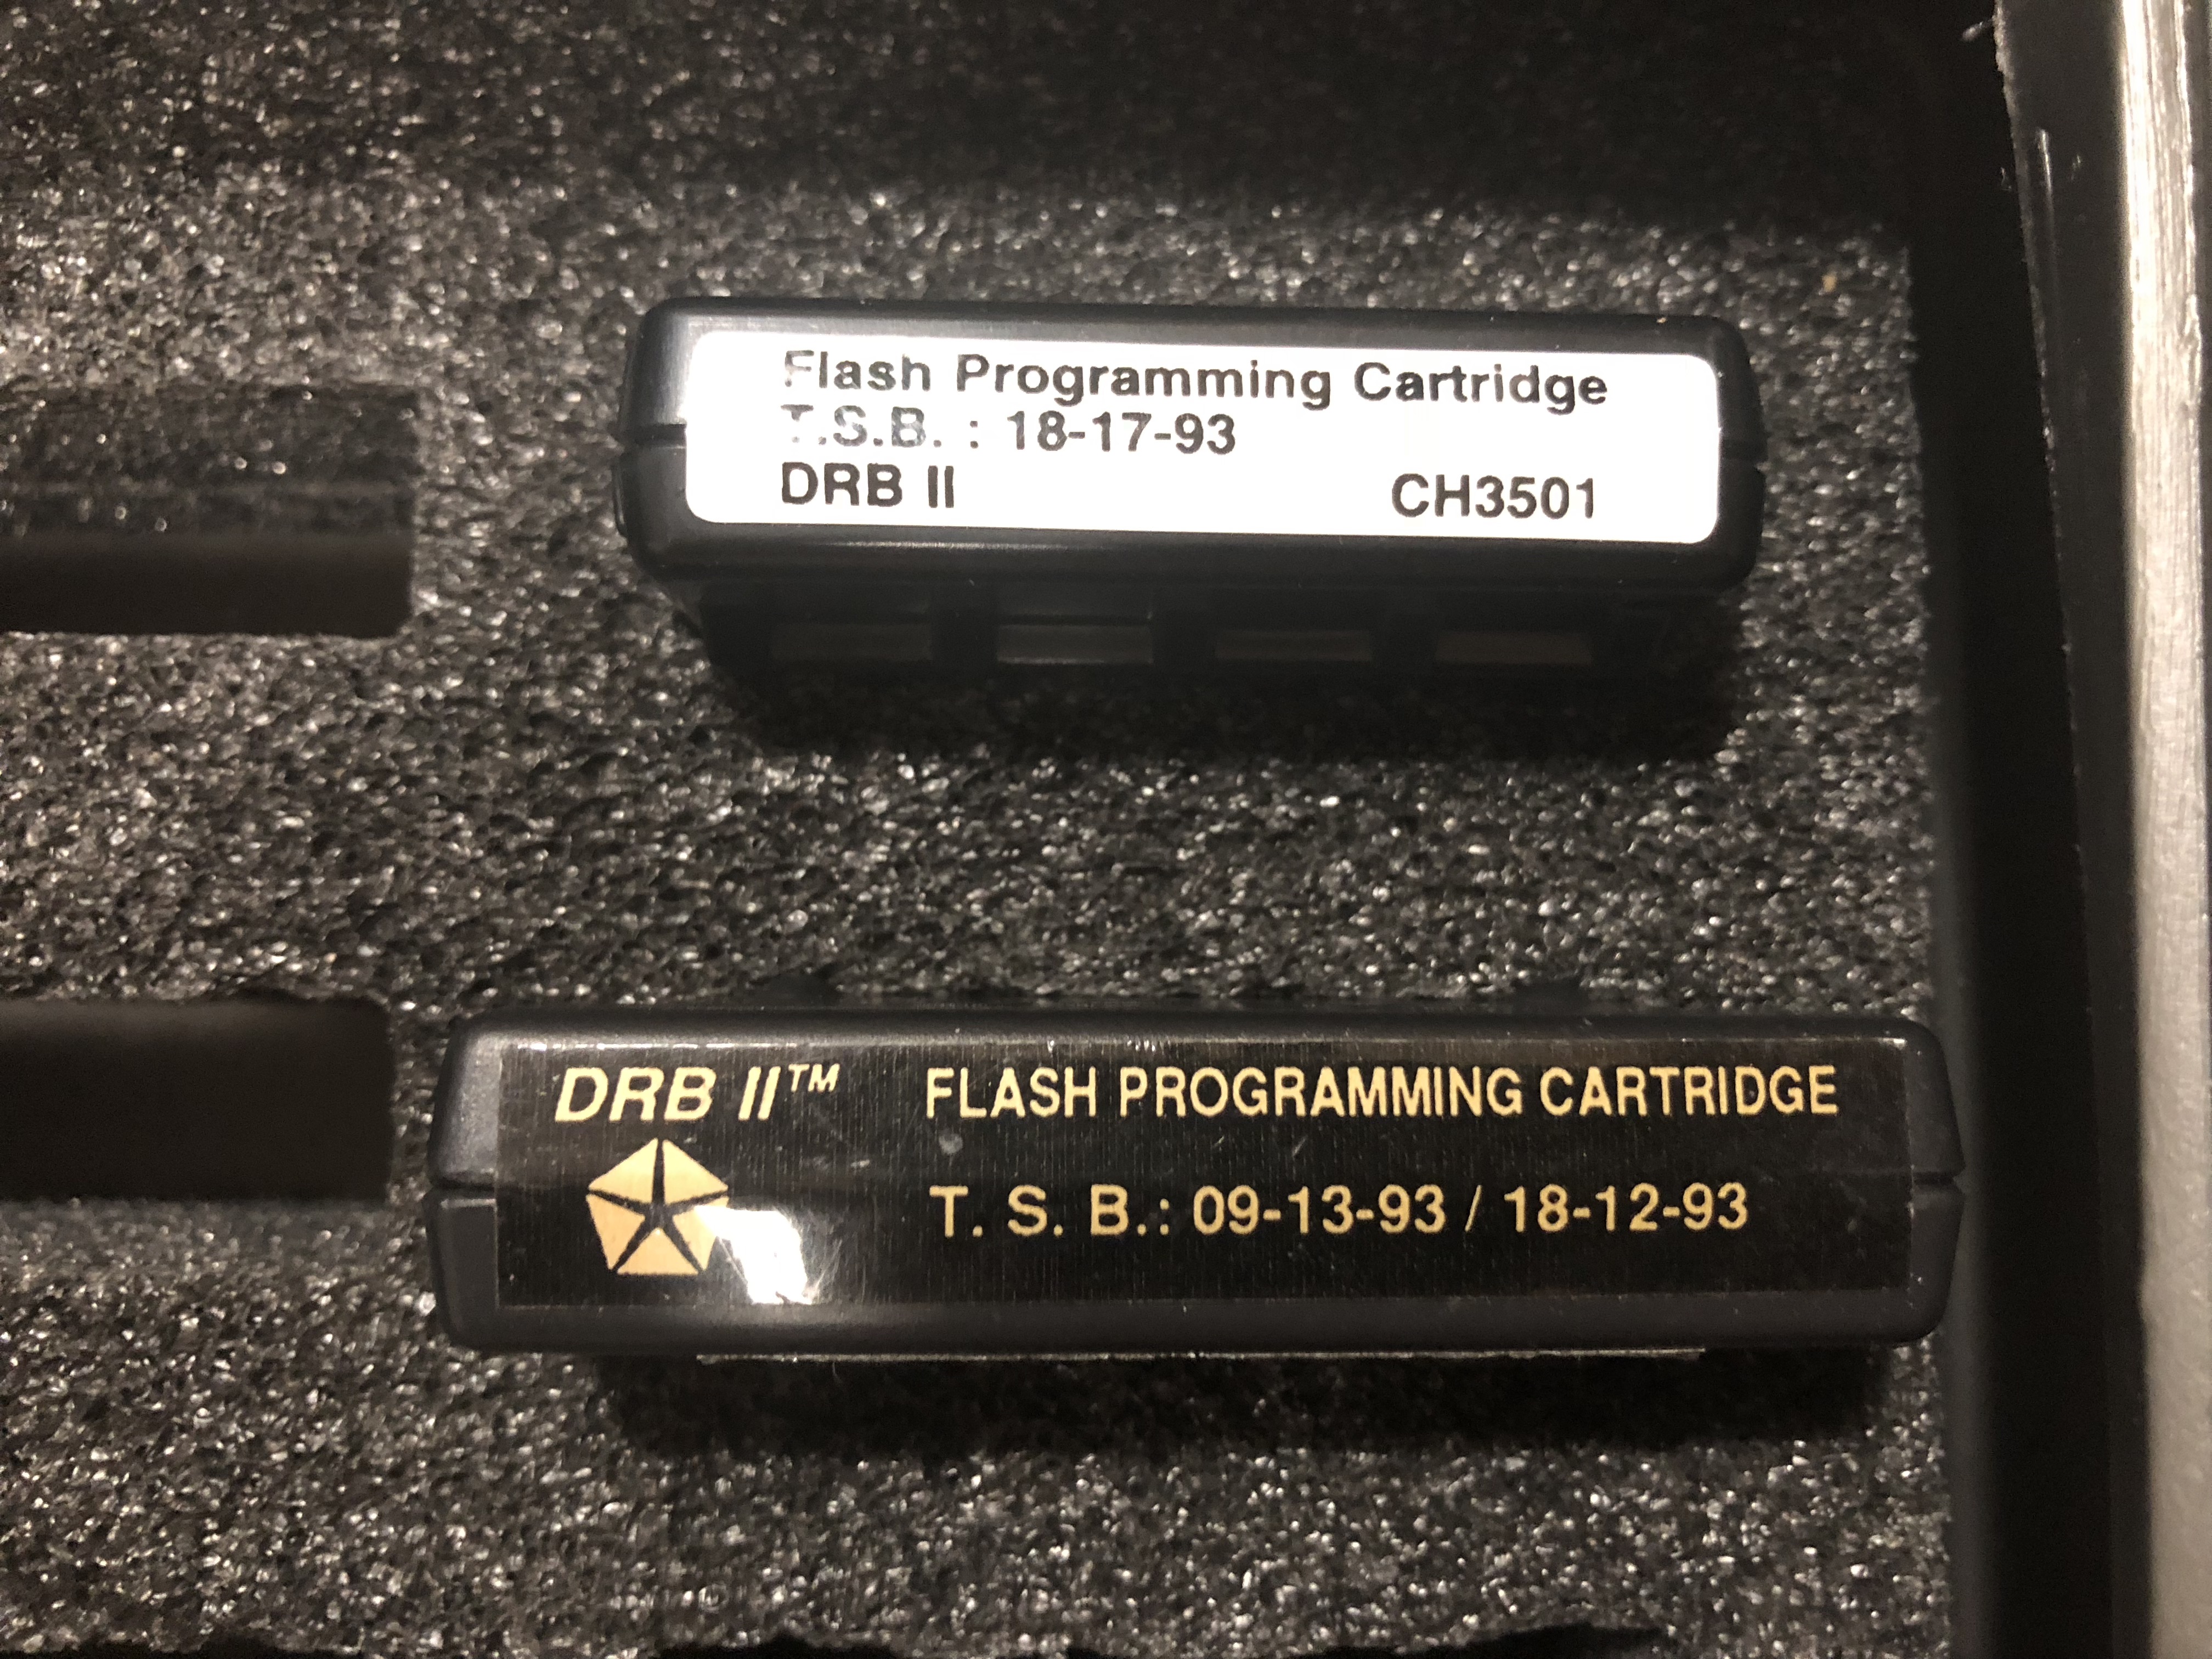 Flash Programming Cartridge
T.S.B. : 18-17-93
DRB II CH3501
DRB II™ FLASH PROGRAMMING CARTRIDGE
T. S. B.: 09-13-93 / 18-12-93